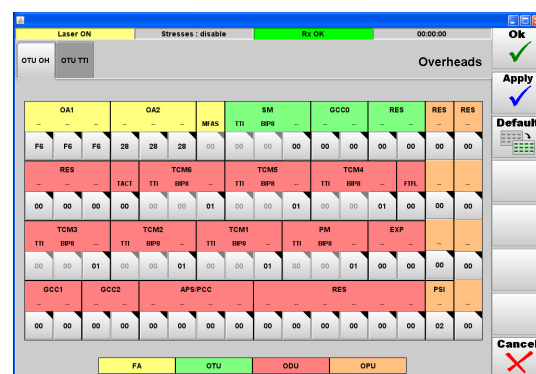 Laser ON Stresses : disable Rx OK 00:00:00
Ok
OTU OH OTU TTI Overheads
Apply
Default
OA1 OA2 SM GCC0 RES RES RES
-- -- -- -- -- -- MFAS TTI BIP8 -- -- -- -- -- -- --
F6 F6 F6 28 28 28 00 00 00 00 00 00 00 00 00 00
RES TCM6 TCM5 TCM4
-- -- -- TACT TTI BIP8 -- TTI BIP8 -- TTI BIP8 -- FTFL -- --
00 00 00 00 00 00 01 00 00 01 00 00 01 00 00 00
TCM3 TCM2 TCM1 PM EXP
TTI BIP8 -- TTI BIP8 -- TTI BIP8 -- TTI BIP8 -- -- -- -- --
00 00 01 00 00 01 00 00 01 00 00 01 00 00 00 00
GCC1 GCC2 APS/PCC RES PSI
-- -- -- -- -- -- -- -- -- -- -- -- -- -- -- --
00 00 00 00 00 00 00 00 00 00 00 00 00 00 02 00
FA OTU ODU OPU
Cancel